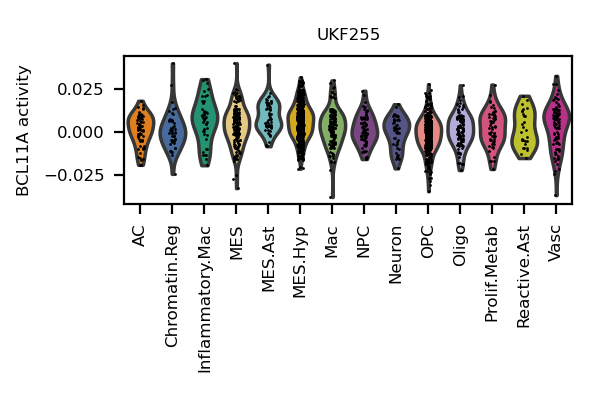 UKF255
BCL11A activity
0.025
0.000
−0.025
AC
Chromatin.Reg
Inflammatory.Mac
MES
MES.Ast
MES.Hyp
Mac
NPC
Neuron
OPC
Oligo
Prolif.Metab
Reactive.Ast
Vasc